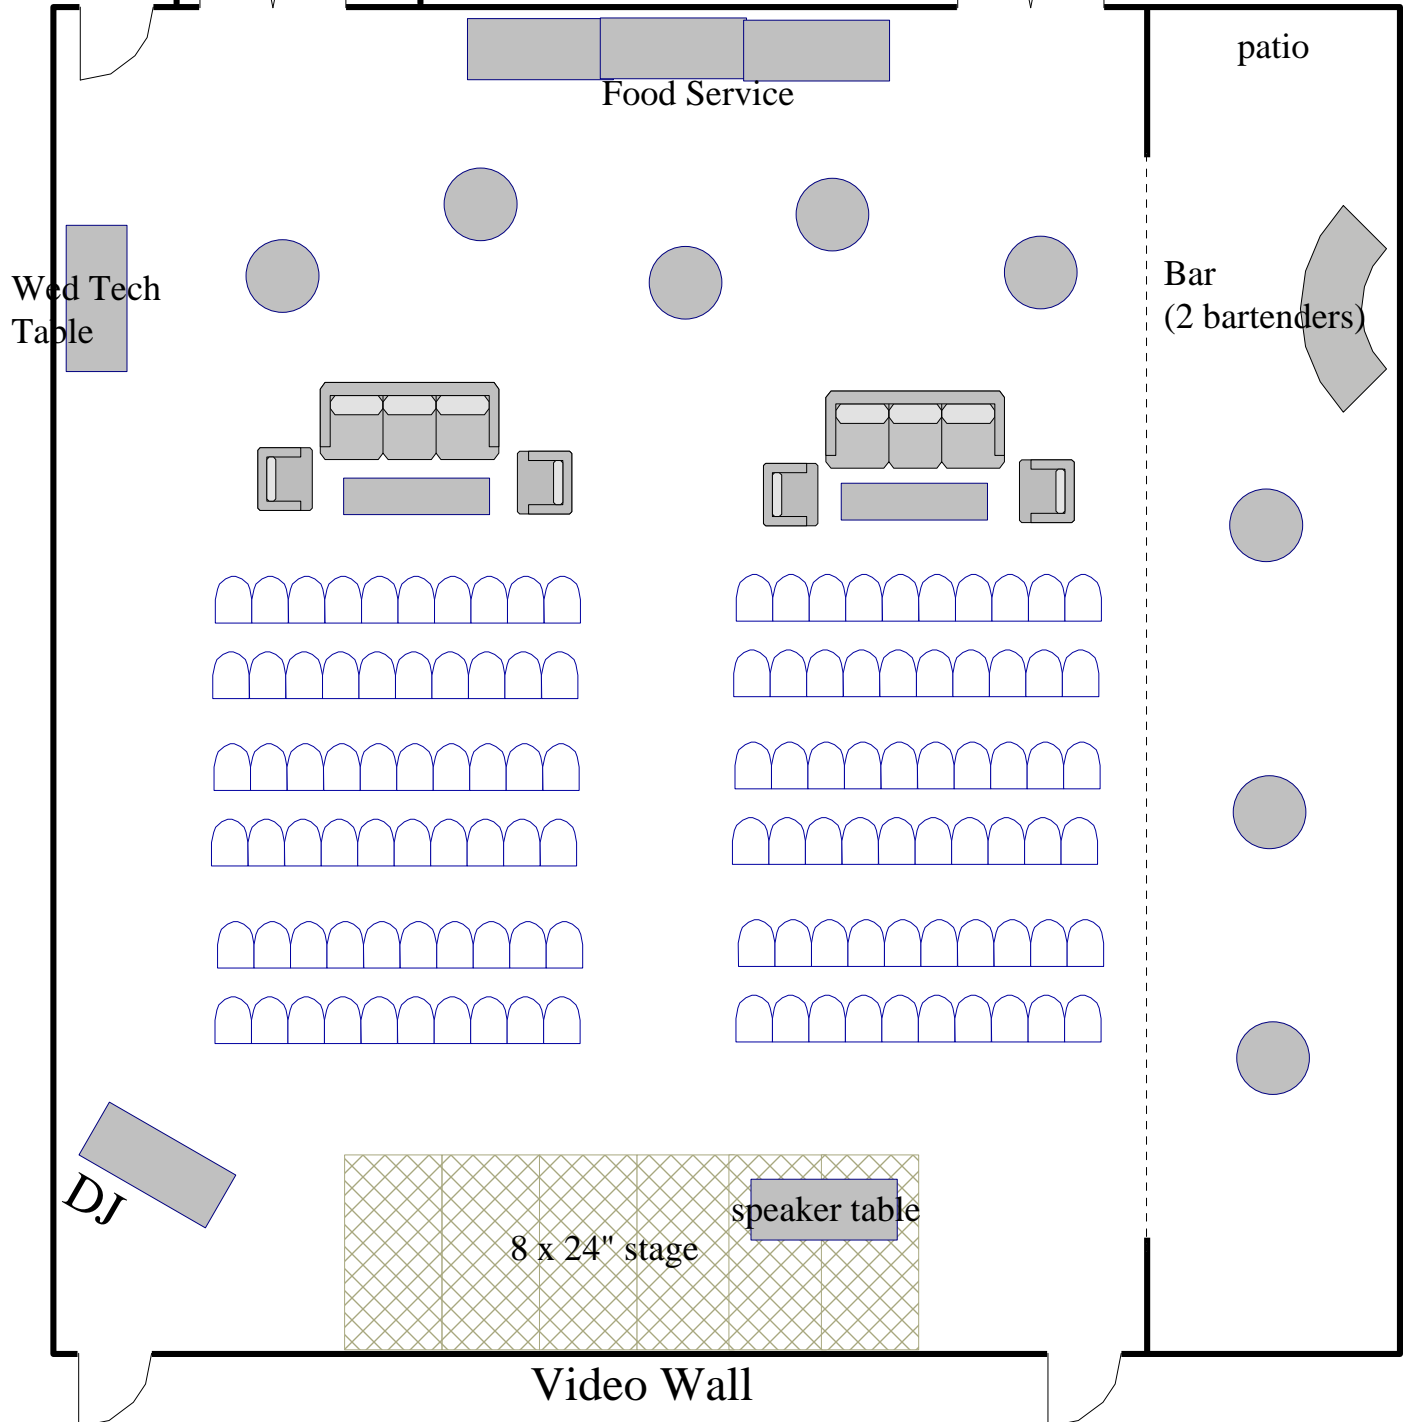 patio
Food Service
Wed Tech
Table
Bar
(2 bartenders)
DJ
speaker table
8 x 24" stage
Video Wall